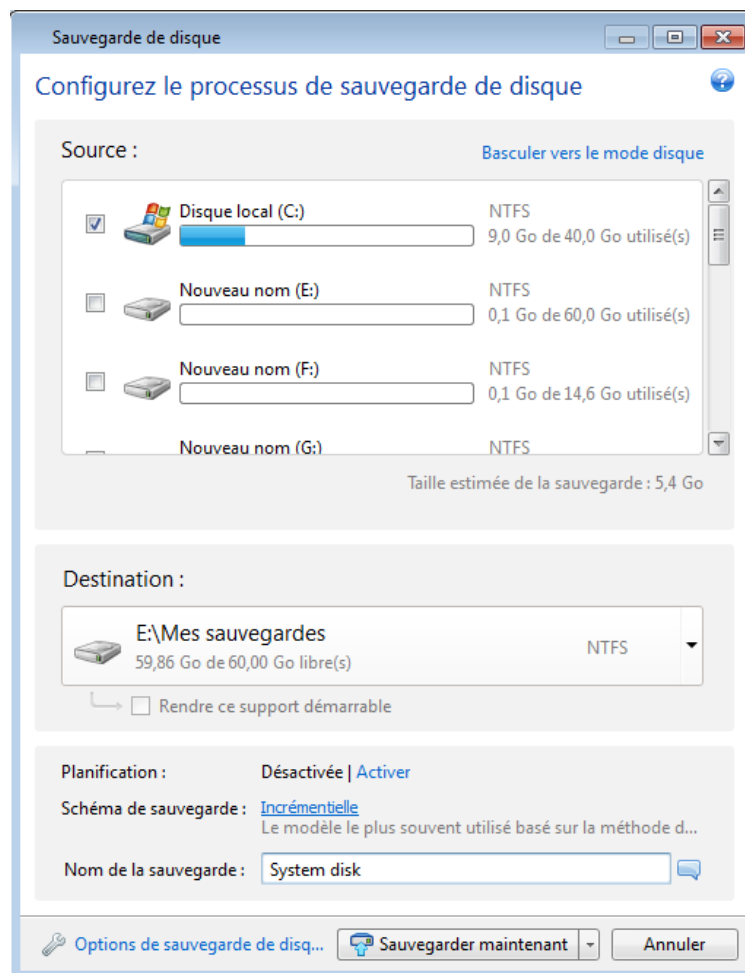 Sauvegarde de disque
Configurez le processus de sauvegarde de disque
Source :
Basculer vers le mode disque
Disque local (C:)
NTFS
9,0 Go de 40,0 Go utilisé(s)
Nouveau nom (E:)
NTFS
0,1 Go de 60,0 Go utilisé(s)
Nouveau nom (F:)
NTFS
0,1 Go de 14,6 Go utilisé(s)
Nouveau nom (G:)
NTFS
Taille estimée de la sauvegarde : 5,4 Go
Destination :
E:\Mes sauvegardes
59,86 Go de 60,00 Go libre(s)
NTFS
Rendre ce support démarrable
Planification : Désactivée | Activer
Schéma de sauvegarde : Incrémentielle
Le modèle le plus souvent utilisé basé sur la méthode d...
Nom de la sauvegarde : System disk
Options de sauvegarde de disq...
Sauvegarder maintenant
Annuler